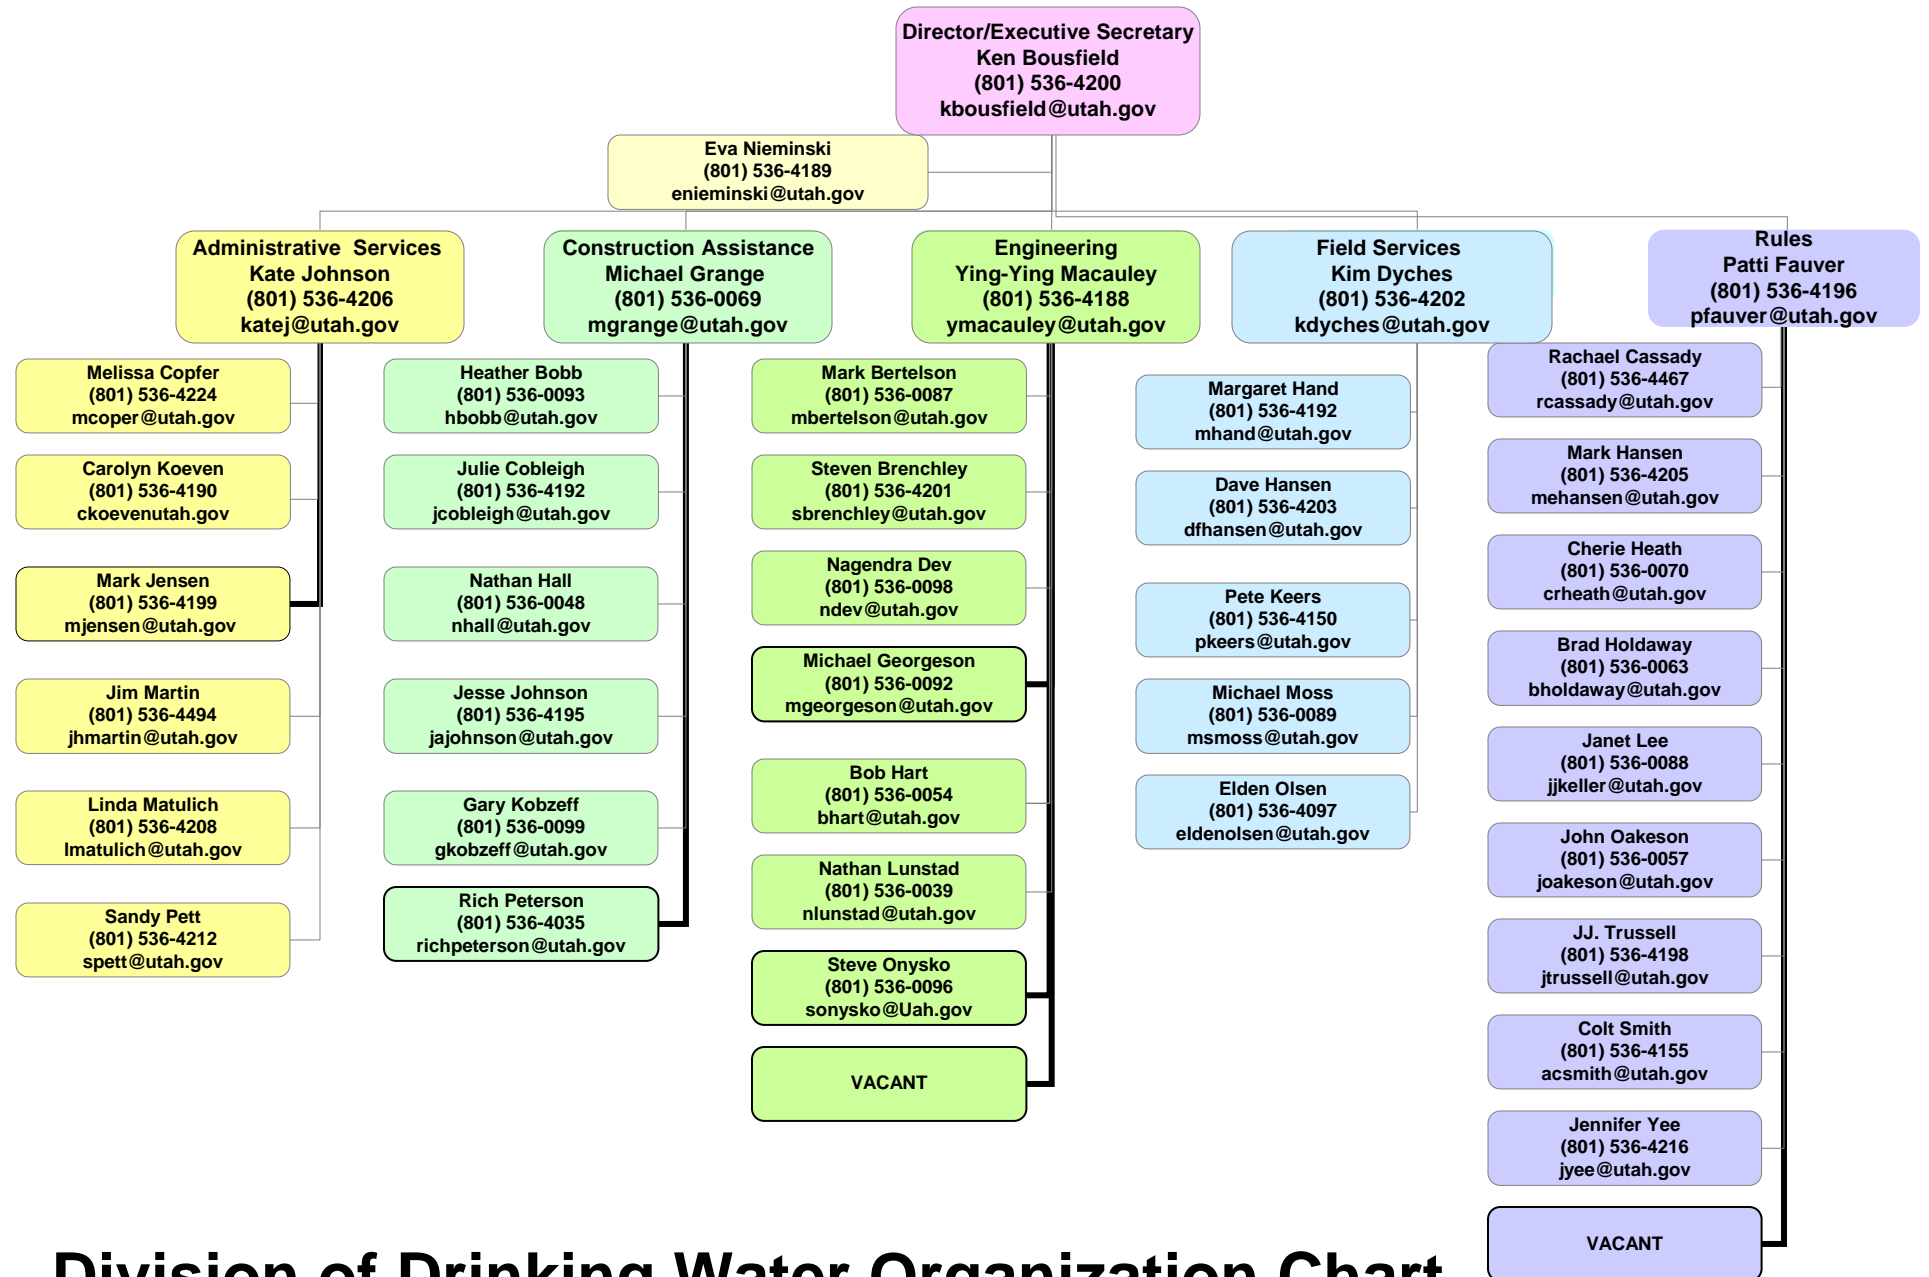 Director/Executive Secretary
Ken Bousfield
(801) 536-4200
kbousfield@utah.gov
Eva Nieminski
(801) 536-4189
enieminski@utah.gov
Administrative  Services
Kate Johnson
(801) 536-4206
katej@utah.gov
Melissa Copfer
(801) 536-4224
mcoper@utah.gov
Carolyn Koeven
(801) 536-4190
ckoevenutah.gov
Mark Jensen
(801) 536-4199
mjensen@utah.gov
Jim Martin
(801) 536-4494
jhmartin@utah.gov
Linda Matulich
(801) 536-4208
lmatulich@utah.gov
Sandy Pett
(801) 536-4212
spett@utah.gov
Construction Assistance
Michael Grange
(801) 536-0069
mgrange@utah.gov
Heather Bobb
(801) 536-0093
hbobb@utah.gov
Julie Cobleigh
(801) 536-4192
jcobleigh@utah.gov
Nathan Hall
(801) 536-0048
nhall@utah.gov
Jesse Johnson
(801) 536-4195
jajohnson@utah.gov
Gary Kobzeff
(801) 536-0099
gkobzeff@utah.gov
Rich Peterson
(801) 536-4035
richpeterson@utah.gov
Engineering
Ying-Ying Macauley
(801) 536-4188
ymacauley@utah.gov
Mark Bertelson
(801) 536-0087
mbertelson@utah.gov
Steven Brenchley
(801) 536-4201
sbrenchley@utah.gov
Nagendra Dev
(801) 536-0098
ndev@utah.gov
Michael Georgeson
(801) 536-0092
mgeorgeson@utah.gov
Bob Hart
(801) 536-0054
bhart@utah.gov
Nathan Lunstad
(801) 536-0039
nlunstad@utah.gov
Steve Onysko
(801) 536-0096
sonysko@Uah.gov
VACANT
Field Services
Kim Dyches
(801) 536-4202
kdyches@utah.gov
Margaret Hand
(801) 536-4192
mhand@utah.gov
Dave Hansen
(801) 536-4203
dfhansen@utah.gov
Pete Keers
(801) 536-4150
pkeers@utah.gov
Michael Moss
(801) 536-0089
msmoss@utah.gov
Elden Olsen
(801) 536-4097
eldenolsen@utah.gov
Rules
Patti Fauver
(801) 536-4196
pfauver@utah.gov
Rachael Cassady
(801) 536-4467
rcassady@utah.gov
Mark Hansen
(801) 536-4205
mehansen@utah.gov
Cherie Heath
(801) 536-0070
crheath@utah.gov
Brad Holdaway
(801) 536-0063
bholdaway@utah.gov
Janet Lee
(801) 536-0088
jjkeller@utah.gov
John Oakeson
(801) 536-0057
joakeson@utah.gov
JJ. Trussell
(801) 536-4198
jtrussell@utah.gov
Colt Smith
(801) 536-4155
acsmith@utah.gov
Jennifer Yee
(801) 536-4216
jyee@utah.gov
VACANT
Division of Drinking Water Organization Chart